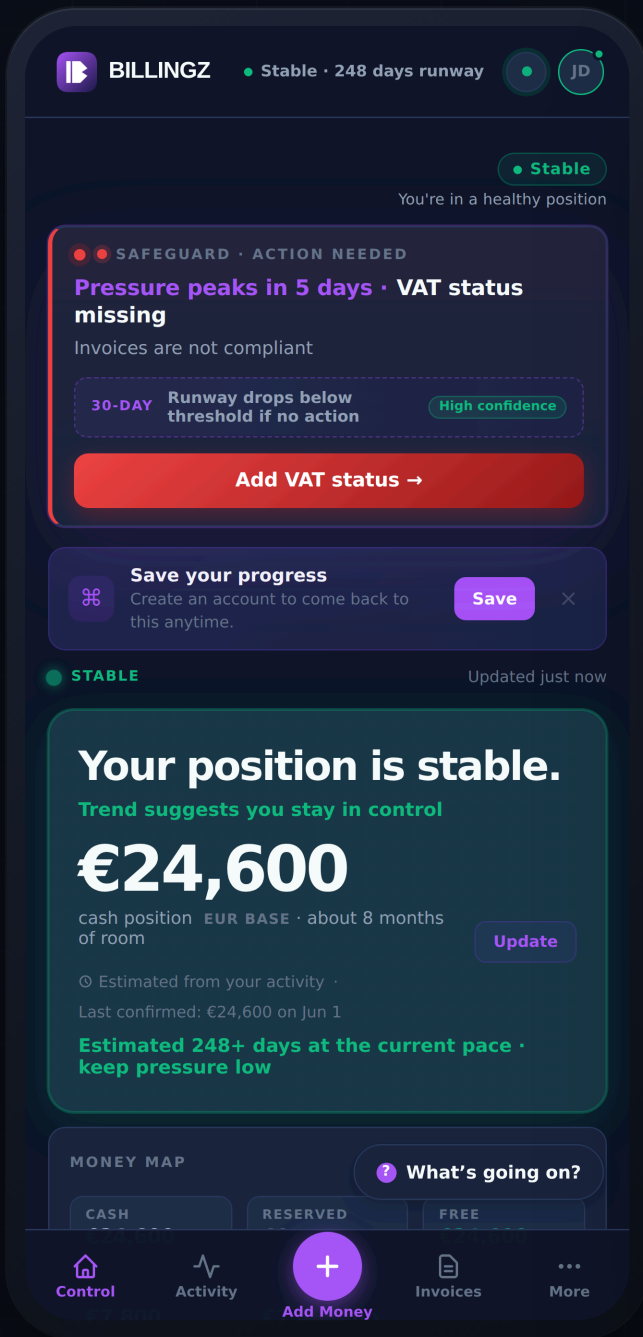 BILLINGZ
Stable · 248 days runway
JD
Stable
You're in a healthy position
SAFEGUARD · ACTION NEEDED
Pressure peaks in 5 days · VAT status
missing
Invoices are not compliant
30-DAY
Runway drops below
threshold if no action
High confidence
Add VAT status →
⌘
Save your progress
Create an account to come back to
this anytime.
Save
×
STABLE
Updated just now
Your position is stable.
Trend suggests you stay in control
€24,600
cash position EUR BASE · about 8 months
of room
Update
Estimated from your activity ·
Last confirmed: €24,600 on Jun 1
Estimated 248+ days at the current pace ·
keep pressure low
MONEY MAP
? What's going on?
CASH
RESERVED
FREE
€24,600
€24,600
Control
Activity
+
Add Money
Invoices
More